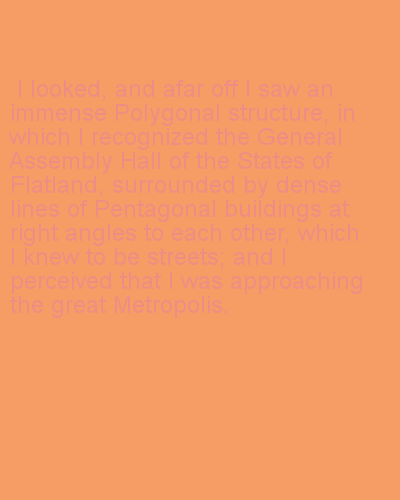 I looked, and afar off I saw an
immense Polygonal structure, in
which I recognized the General
Assembly Hall of the States of
Flatland, surrounded by dense
lines of Pentagonal buildings at
right angles to each other, which
I knew to be streets; and I
perceived that I was approaching
the great Metropolis